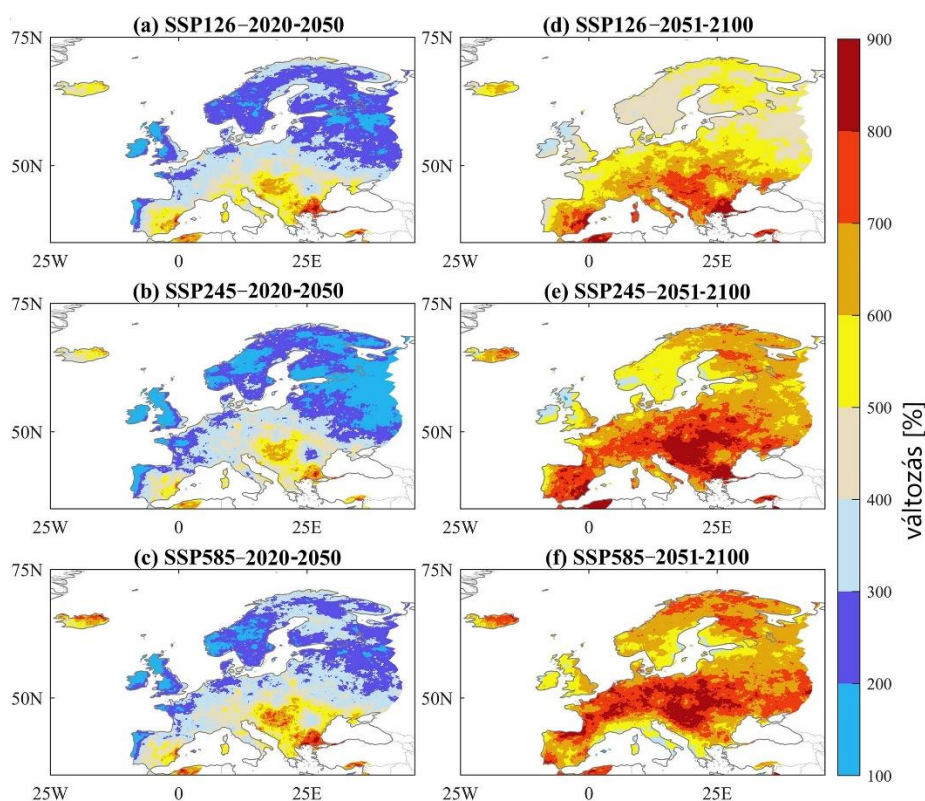 (a) SSP126–2020-2050
(d) SSP126–2051-2100
75N
75N
50N
50N
25W
0
25E
25W
0
25E
(b) SSP245–2020-2050
(e) SSP245–2051-2100
75N
75N
50N
50N
25W
0
25E
25W
0
25E
(c) SSP585–2020-2050
(f) SSP585–2051-2100
75N
75N
50N
50N
25W
0
25E
25W
0
25E
900
800
700
600
500
400
300
200
100
változás [%]